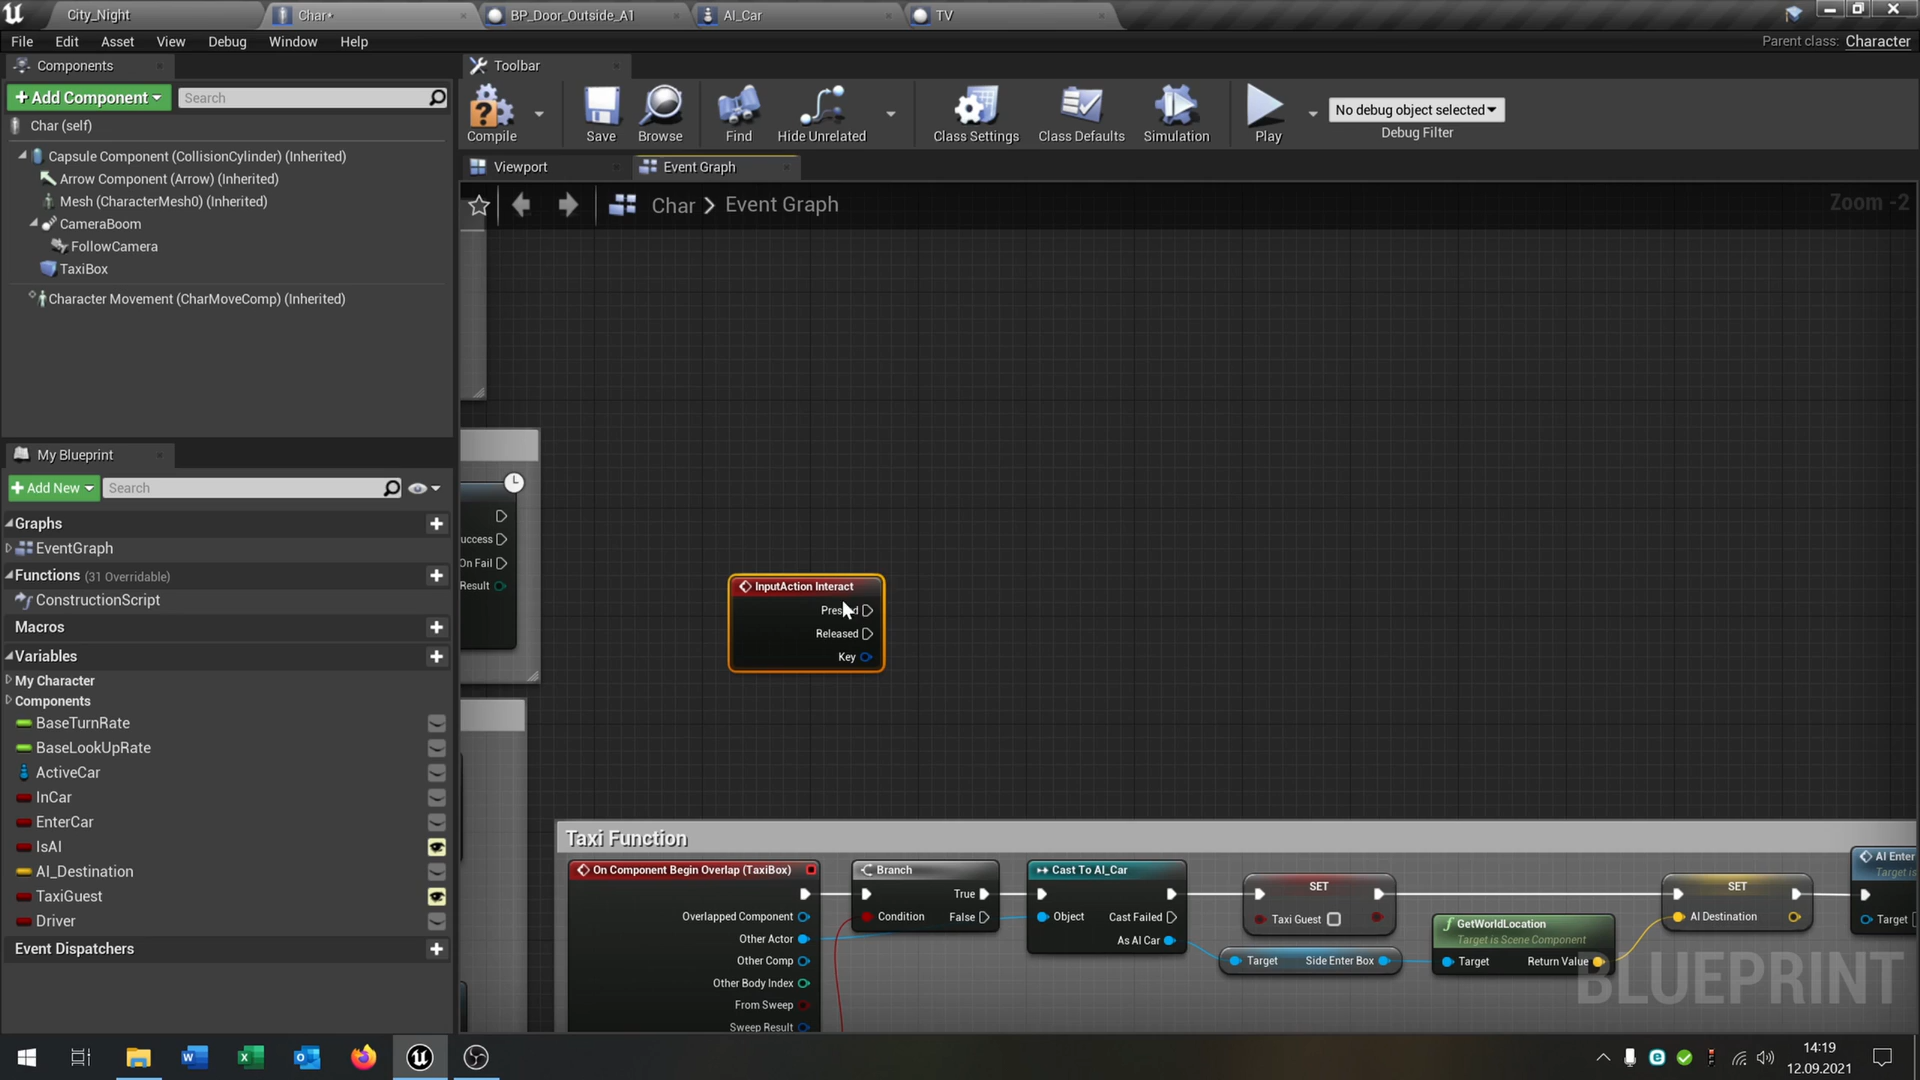 City_Night
Char*
BP_Door_Outside_A1
AI_Car
TV
File
Edit
Asset
View
Debug
Window
Help
Parent class: Character
Components
Toolbar
+ Add Component
Search
Compile
Save
Browse
Find
Hide Unrelated
Class Settings
Class Defaults
Simulation
Play
No debug object selected
Debug Filter
Char (self)
Capsule Component (CollisionCylinder) (Inherited)
Arrow Component (Arrow) (Inherited)
Mesh (CharacterMesh0) (Inherited)
CameraBoom
FollowCamera
TaxiBox
Character Movement (CharMoveComp) (Inherited)
Viewport
Event Graph
Char > Event Graph
Zoom -2
My Blueprint
+ Add New
Search
Graphs
EventGraph
Functions (31 Overridable)
ConstructionScript
Macros
Variables
My Character
Components
BaseTurnRate
BaseLookUpRate
ActiveCar
InCar
EnterCar
IsAI
AI_Destination
TaxiGuest
Driver
Event Dispatchers
uccess
On Fail
Result
InputAction Interact
Released
Key
Taxi Function
On Component Begin Overlap (TaxiBox)
Overlapped Component
Other Actor
Other Comp
Other Body Index
From Sweep
Sweep Result
Branch
True
Condition
False
Cast To AI_Car
Object
Cast Failed
As AI Car
SET
Taxi Guest
Target
Side Enter Box
GetWorldLocation
Target is Scene Component
Target
Return Value
SET
AI Destination
AI Enter
Target is
Target
BLUEPRINT
14:19
12.09.2021